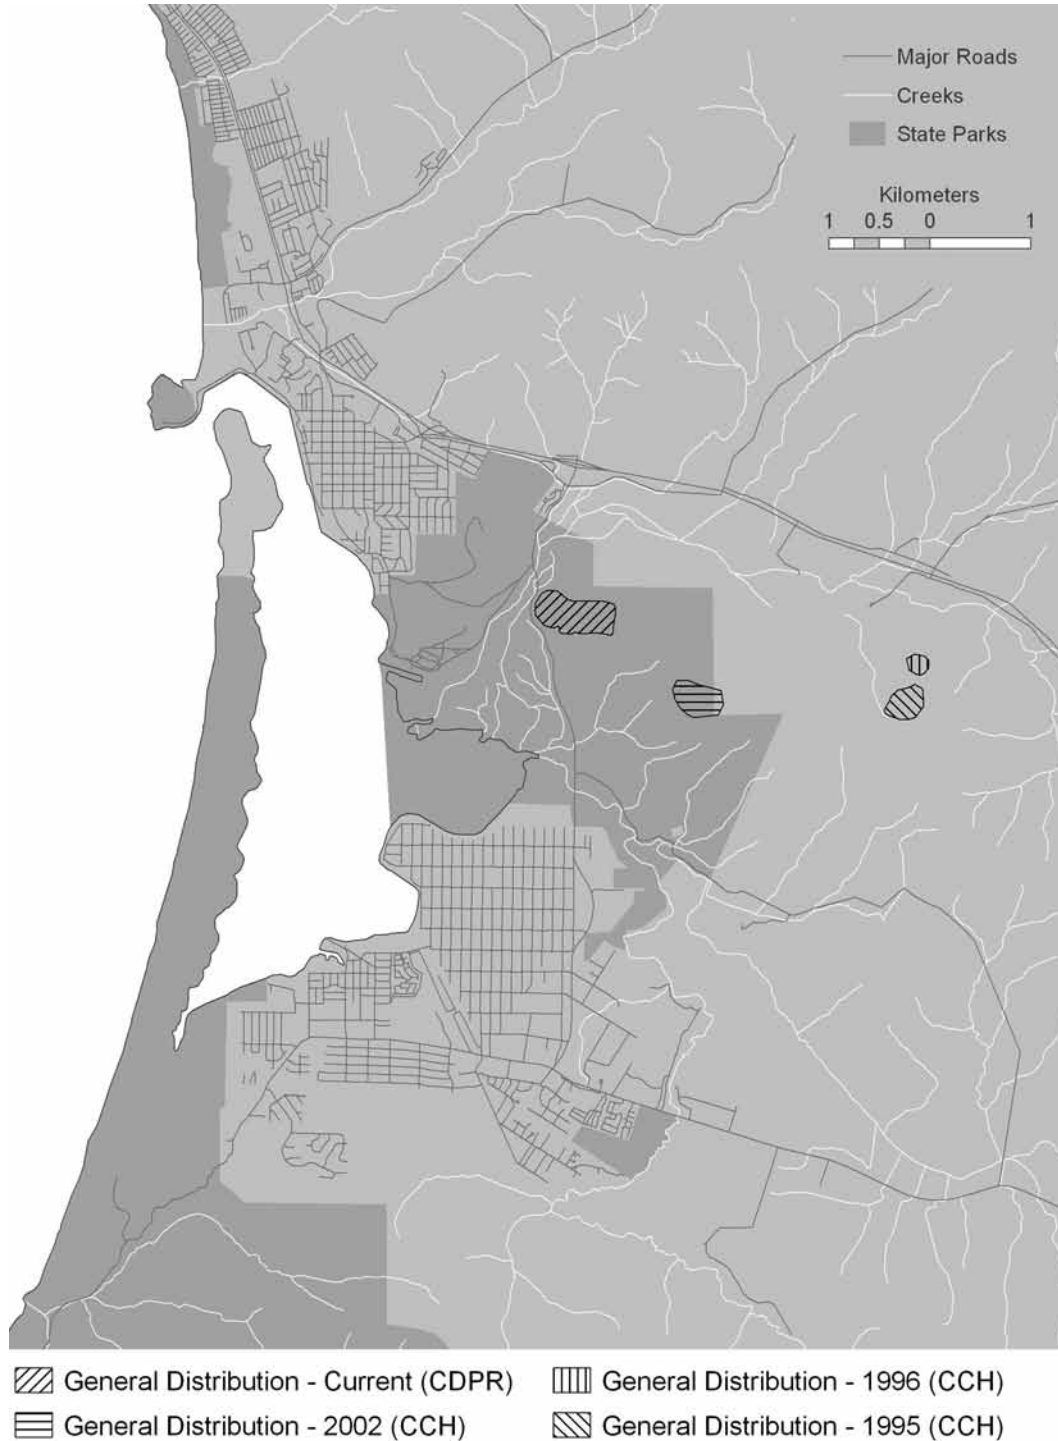 Major Roads
Creeks
State Parks
Kilometers
1 0.5 0 1
General Distribution - Current (CDPR)
General Distribution - 1996 (CCH)
General Distribution - 2002 (CCH)
General Distribution - 1995 (CCH)